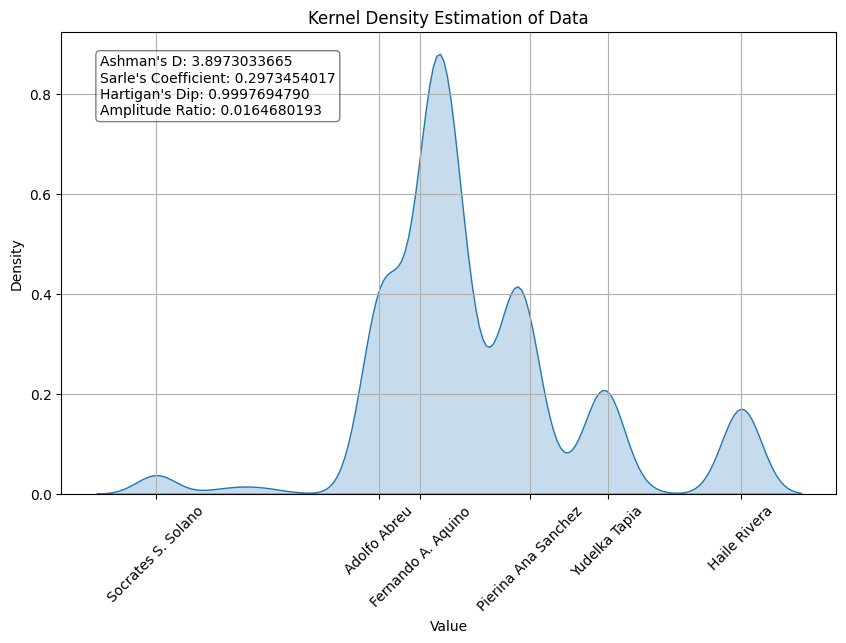 Kernel Density Estimation of Data
Ashman's D: 3.8973033665
Sarle's Coefficient: 0.2973454017
Hartigan's Dip: 0.9997694790
Amplitude Ratio: 0.0164680193
Density
0.8
0.6
0.4
0.2
0.0
Socrates S. Solano
Adolfo Abreu
Fernando A. Aquino
Pierina Ana Sanchez
Yudelka Tapia
Haile Rivera
Value